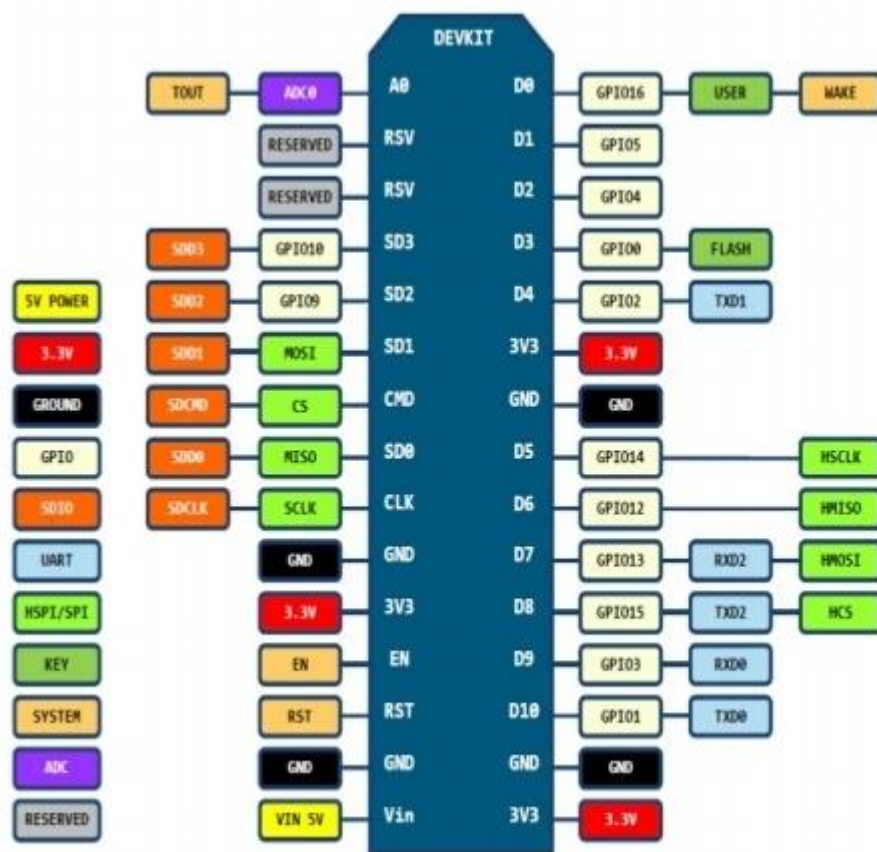 DEVKIT
TOUT ADC0 A0 D0 GPIO16 USER WAKE
RESERVED RSV D1 GPIO5
RESERVED RSV D2 GPIO4
SDD3 GPIO10 SD3 D3 GPIO0 FLASH
5V POWER SDD2 GPIO9 SD2 D4 GPIO2 TXD1
3.3V SDD1 MOSI SD1 3V3 3.3V
GROUND SDCMD CS CMD GND GND
GPIO SDD0 MISO SD0 D5 GPIO14 HSCLK
SDIO SDCLK SCLK CLK D6 GPIO12 HMISO
UART GND GND D7 GPIO13 RXD2 HMOSI
HSPI/SPI 3.3V 3V3 D8 GPIO15 TXD2 HCS
KEY EN EN D9 GPIO3 RXD0
SYSTEM RST RST D10 GPIO1 TXD0
ADC GND GND GND GND
RESERVED VIN 5V Vin 3V3 3.3V